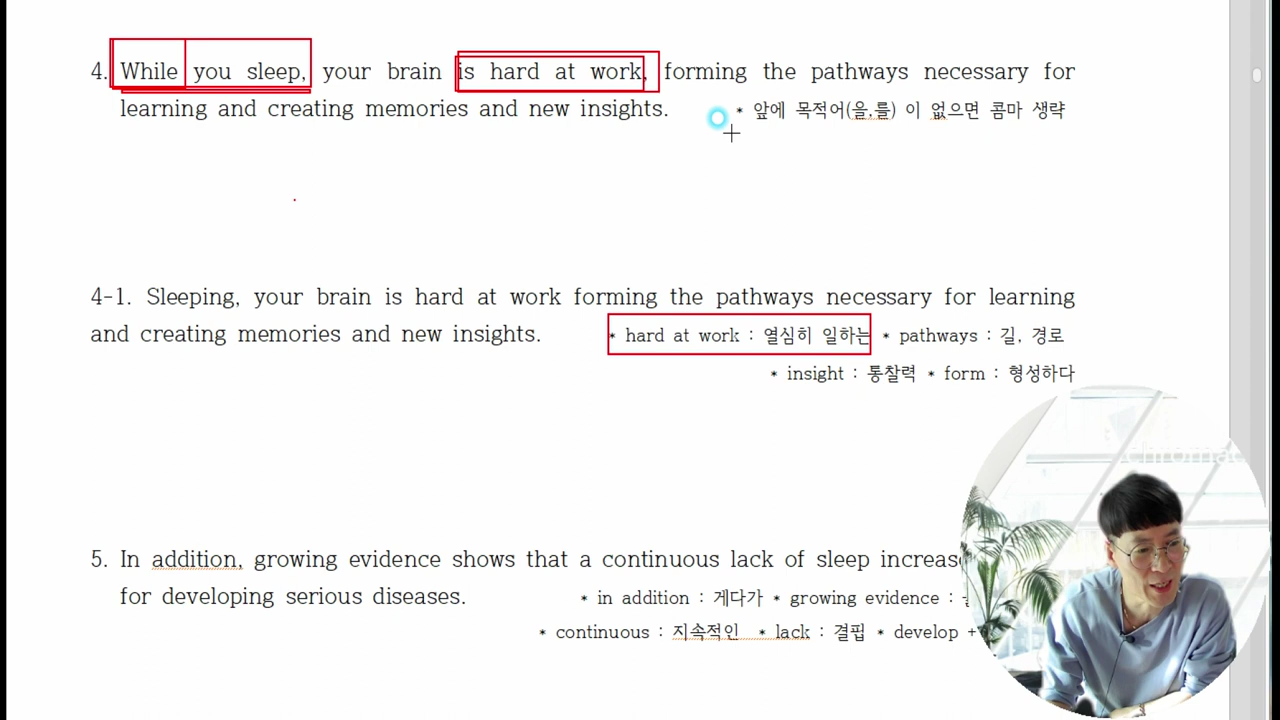 4. While you sleep, your brain is hard at work, forming the pathways necessary for
learning and creating memories and new insights. * 앞에 목적어(을,를) 이 없으면 콤마 생략
4-1. Sleeping, your brain is hard at work forming the pathways necessary for learning
and creating memories and new insights. * hard at work : 열심히 일하는 * pathways : 길, 경로
* insight : 통찰력 * form : 형성하다
5. In addition, growing evidence shows that a continuous lack of sleep
for developing serious diseases. * in addition : 게다가 * growing evidence :
* continuous : 지속적인 * lack : 결핍 * develop +